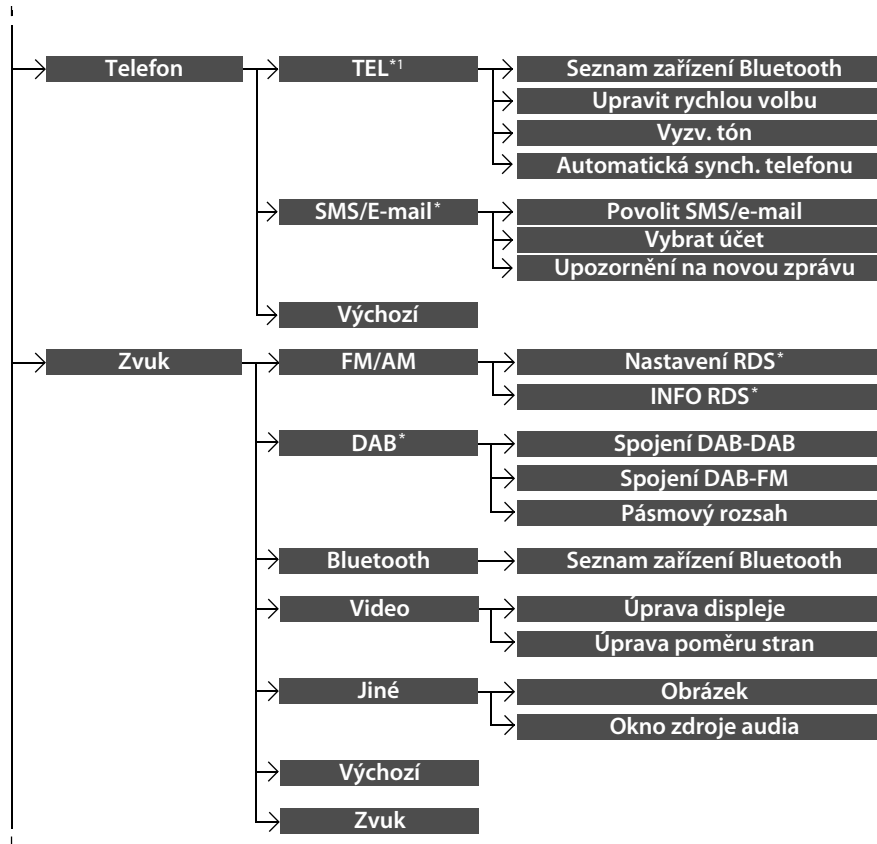 Telefon
TEL*1
Seznam zařízení Bluetooth
Upravit rychlou volbu
Vyzv. tón
Automatická synch. telefonu
SMS/E-mail*
Povolit SMS/e-mail
Vybrat účet
Upozornění na novou zprávu
Výchozí
Zvuk
FM/AM
Nastavení RDS*
INFO RDS*
DAB*
Spojení DAB-DAB
Spojení DAB-FM
Pásmový rozsah
Bluetooth
Seznam zařízení Bluetooth
Video
Úprava displeje
Úprava poměru stran
Jiné
Obrázek
Okno zdroje audia
Výchozí
Zvuk